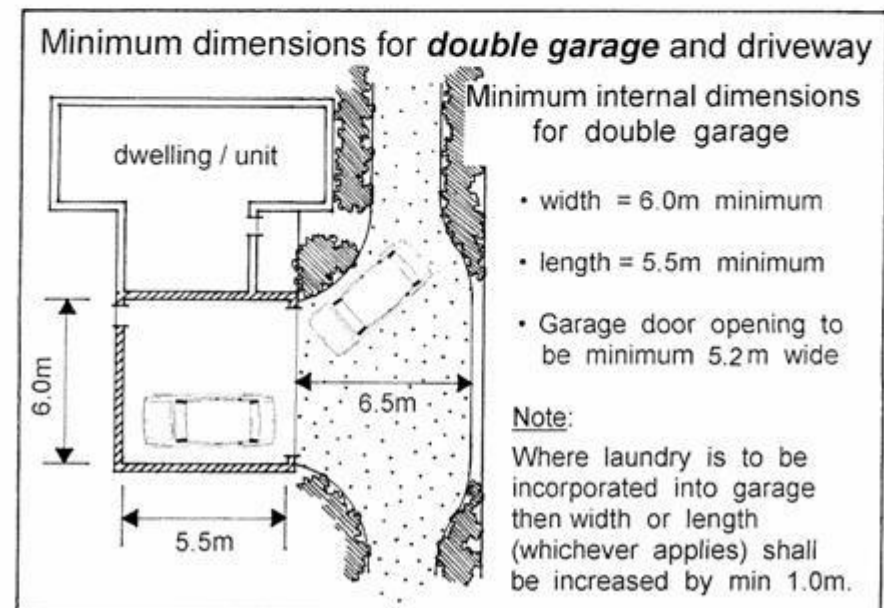 Minimum dimensions for double garage and driveway
Minimum internal dimensions
for double garage
dwelling / unit
• width = 6.0m minimum
• length = 5.5m minimum
• Garage door opening to
be minimum 5.2m wide
6.0m
6.5m
5.5m
Note:
Where laundry is to be
incorporated into garage
then width or length
(whichever applies) shall
be increased by min 1.0m.